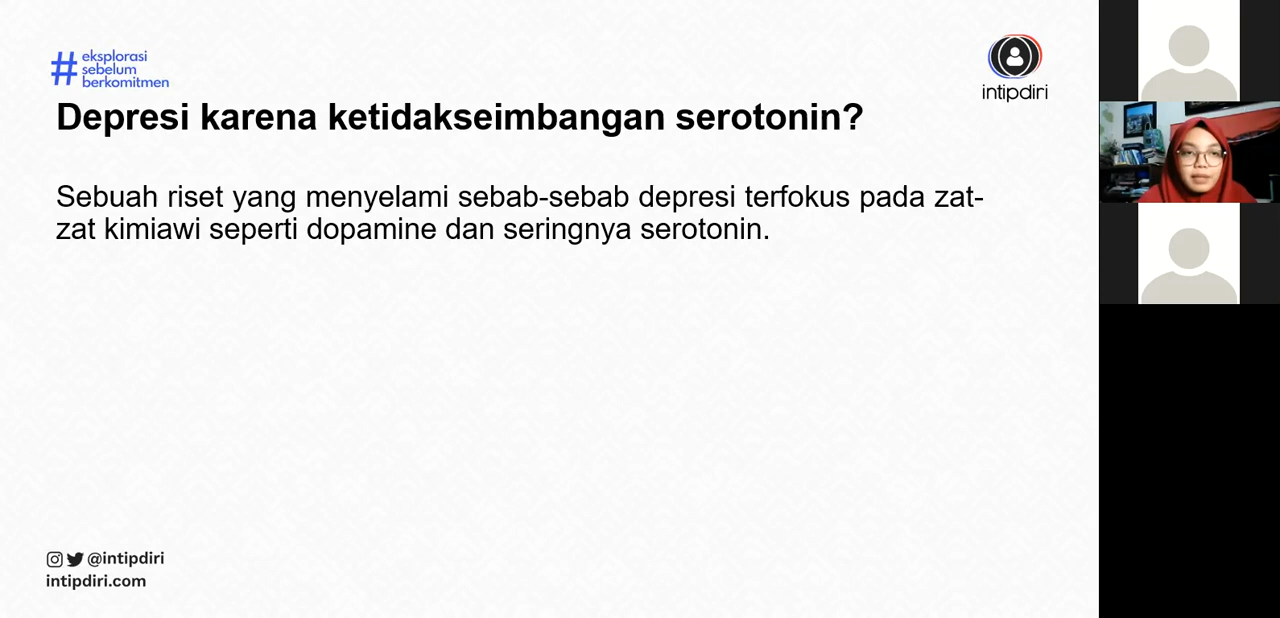 #eksplorasi
sebelum
berkomitmen
intipdiri
Depresi karena ketidakseimbangan serotonin?
Sebuah riset yang menyelami sebab-sebab depresi terfokus pada zat-
zat kimiawi seperti dopamine dan seringnya serotonin.
@intipdiri
intipdiri.com